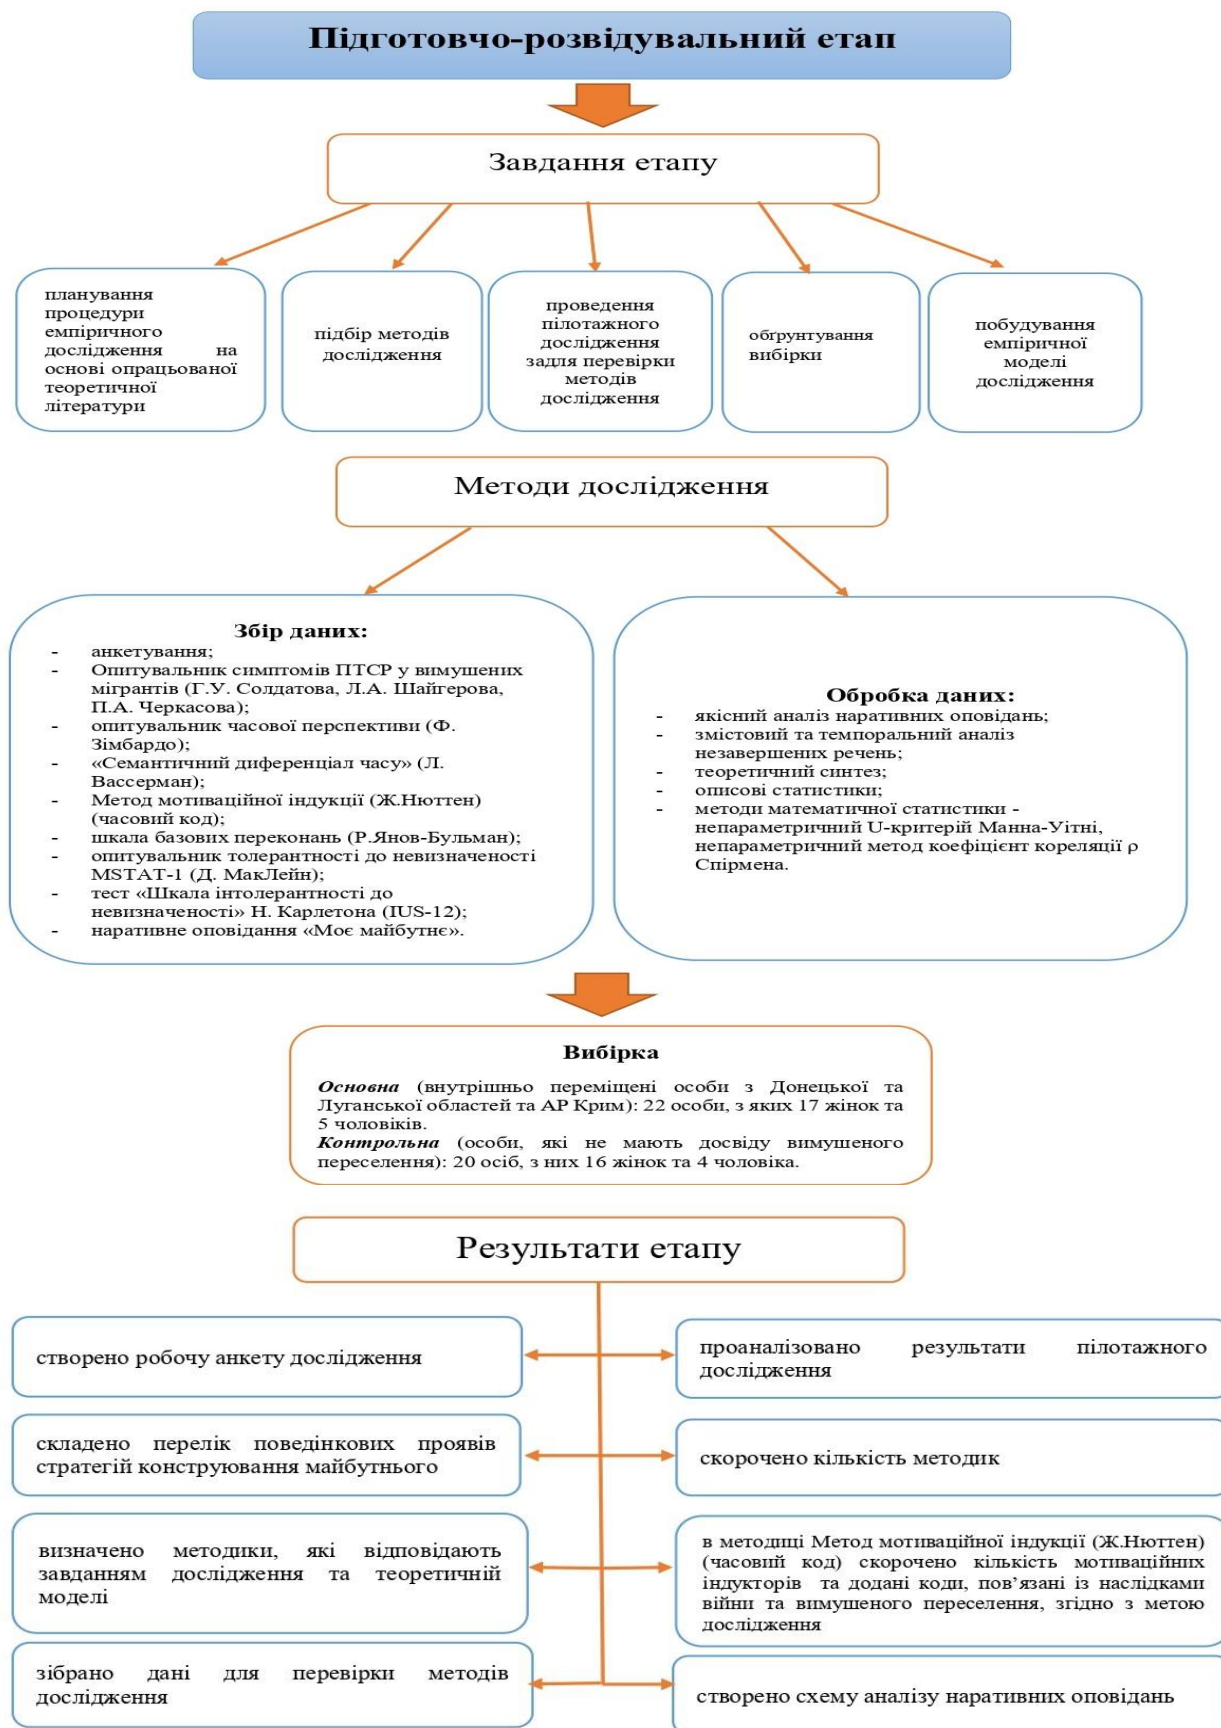 Підготовчо-розвідувальний етап
Завдання етапу
планування
процедури
емпіричного
дослідження на
основі опрацьованої
теоретичної
літератури
підбір методів
дослідження
проведення
пілотажного
дослідження
задля перевірки
методів
дослідження
обґрунтування
вибірки
побудування
емпіричної
моделі
дослідження
Методи дослідження
Збір даних:
- анкетування;
- Опитувальник симптомів ПТСР у вимушених
мігрантів (Г.У. Солдатова, Л.А. Шайгерова,
П.А. Черкасова);
- опитувальник часової перспективи (Ф.
Зімбардо);
- «Семантичний диференціал часу» (Л.
Вассерман);
- Метод мотиваційної індукції (Ж.Нюттен)
(часовий код);
- шкала базових переконань (Р.Янов-Бульман);
- опитувальник толерантності до невизначеності
MSTAT-1 (Д. МакЛейн);
- тест «Шкала інтолерантності до
невизначеності» Н. Карлетона (IUS-12);
- наративне оповідання «Моє майбутнє».
Обробка даних:
- якісний аналіз наративних оповідань;
- змістовий та темпоральний аналіз
незавершених речень;
- теоретичний синтез;
- описові статистики;
- методи математичної статистики -
непараметричний U-критерій Манна-Уітні,
непараметричний метод коефіцієнт кореляції ρ
Спірмена.
Вибірка
Основна (внутрішньо переміщені особи з Донецької та
Луганської областей та АР Крим): 22 особи, з яких 17 жінок та
5 чоловіків.
Контрольна (особи, які не мають досвіду вимушеного
переселення): 20 осіб, з них 16 жінок та 4 чоловіка.
Результати етапу
створено робочу анкету дослідження
проаналізовано результати пілотажного
дослідження
складено перелік поведінкових проявів
стратегій конструювання майбутнього
скорочено кількість методик
визначено методики, які відповідають
завданням дослідження та теоретичній
моделі
в методиці Метод мотиваційної індукції (Ж.Нюттен)
(часовий код) скорочено кількість мотиваційних
індукторів та додані коди, пов’язані із наслідками
війни та вимушеного переселення, згідно з метою
дослідження
зібрано дані для перевірки методів
дослідження
створено схему аналізу наративних оповідань